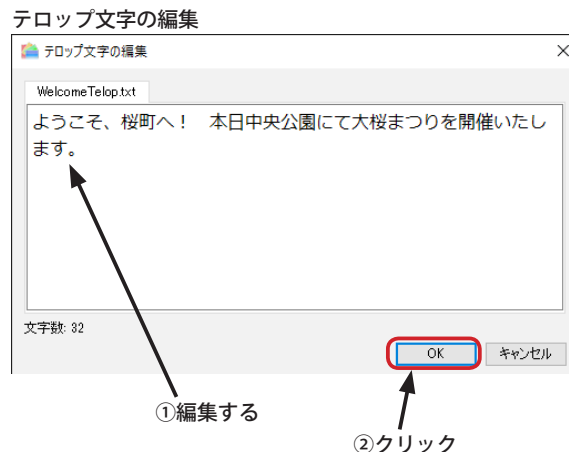 テロップ文字の編集
テロップ文字の編集
WelcomeTelop.txt
ようこそ、桜町へ！　本日中央公園にて大桜まつりを開催いたし
ます。
文字数: 32
OK キャンセル
①編集する
②クリック